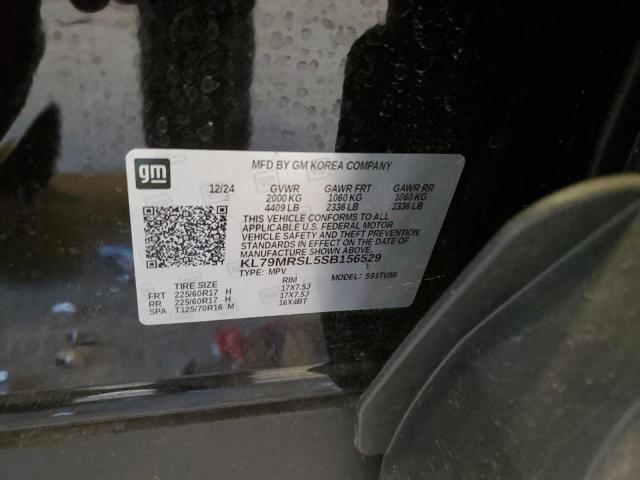 gm
MFD BY GM KOREA COMPANY
12/24 GVWR GAWR FRT GAWR RR
2000 KG 1060 KG 1060 KG
4409 LB 2336 LB 2336 LB
THIS VEHICLE CONFORMS TO ALL
APPLICABLE U.S. FEDERAL MOTOR
VEHICLE SAFETY AND THEFT PREVENTION
STANDARDS IN EFFECT ON THE DATE OF
MANUFACTURE SHOWN ABOVE.
KL79MRSL5SB156529
TYPE: MPV MODEL: 591TU56
TIRE SIZE RIM
FRT 225/60R17 H 17X7.5J
RR 225/60R17 H 17X7.5J
SPA T125/70R16 M 16X4BT